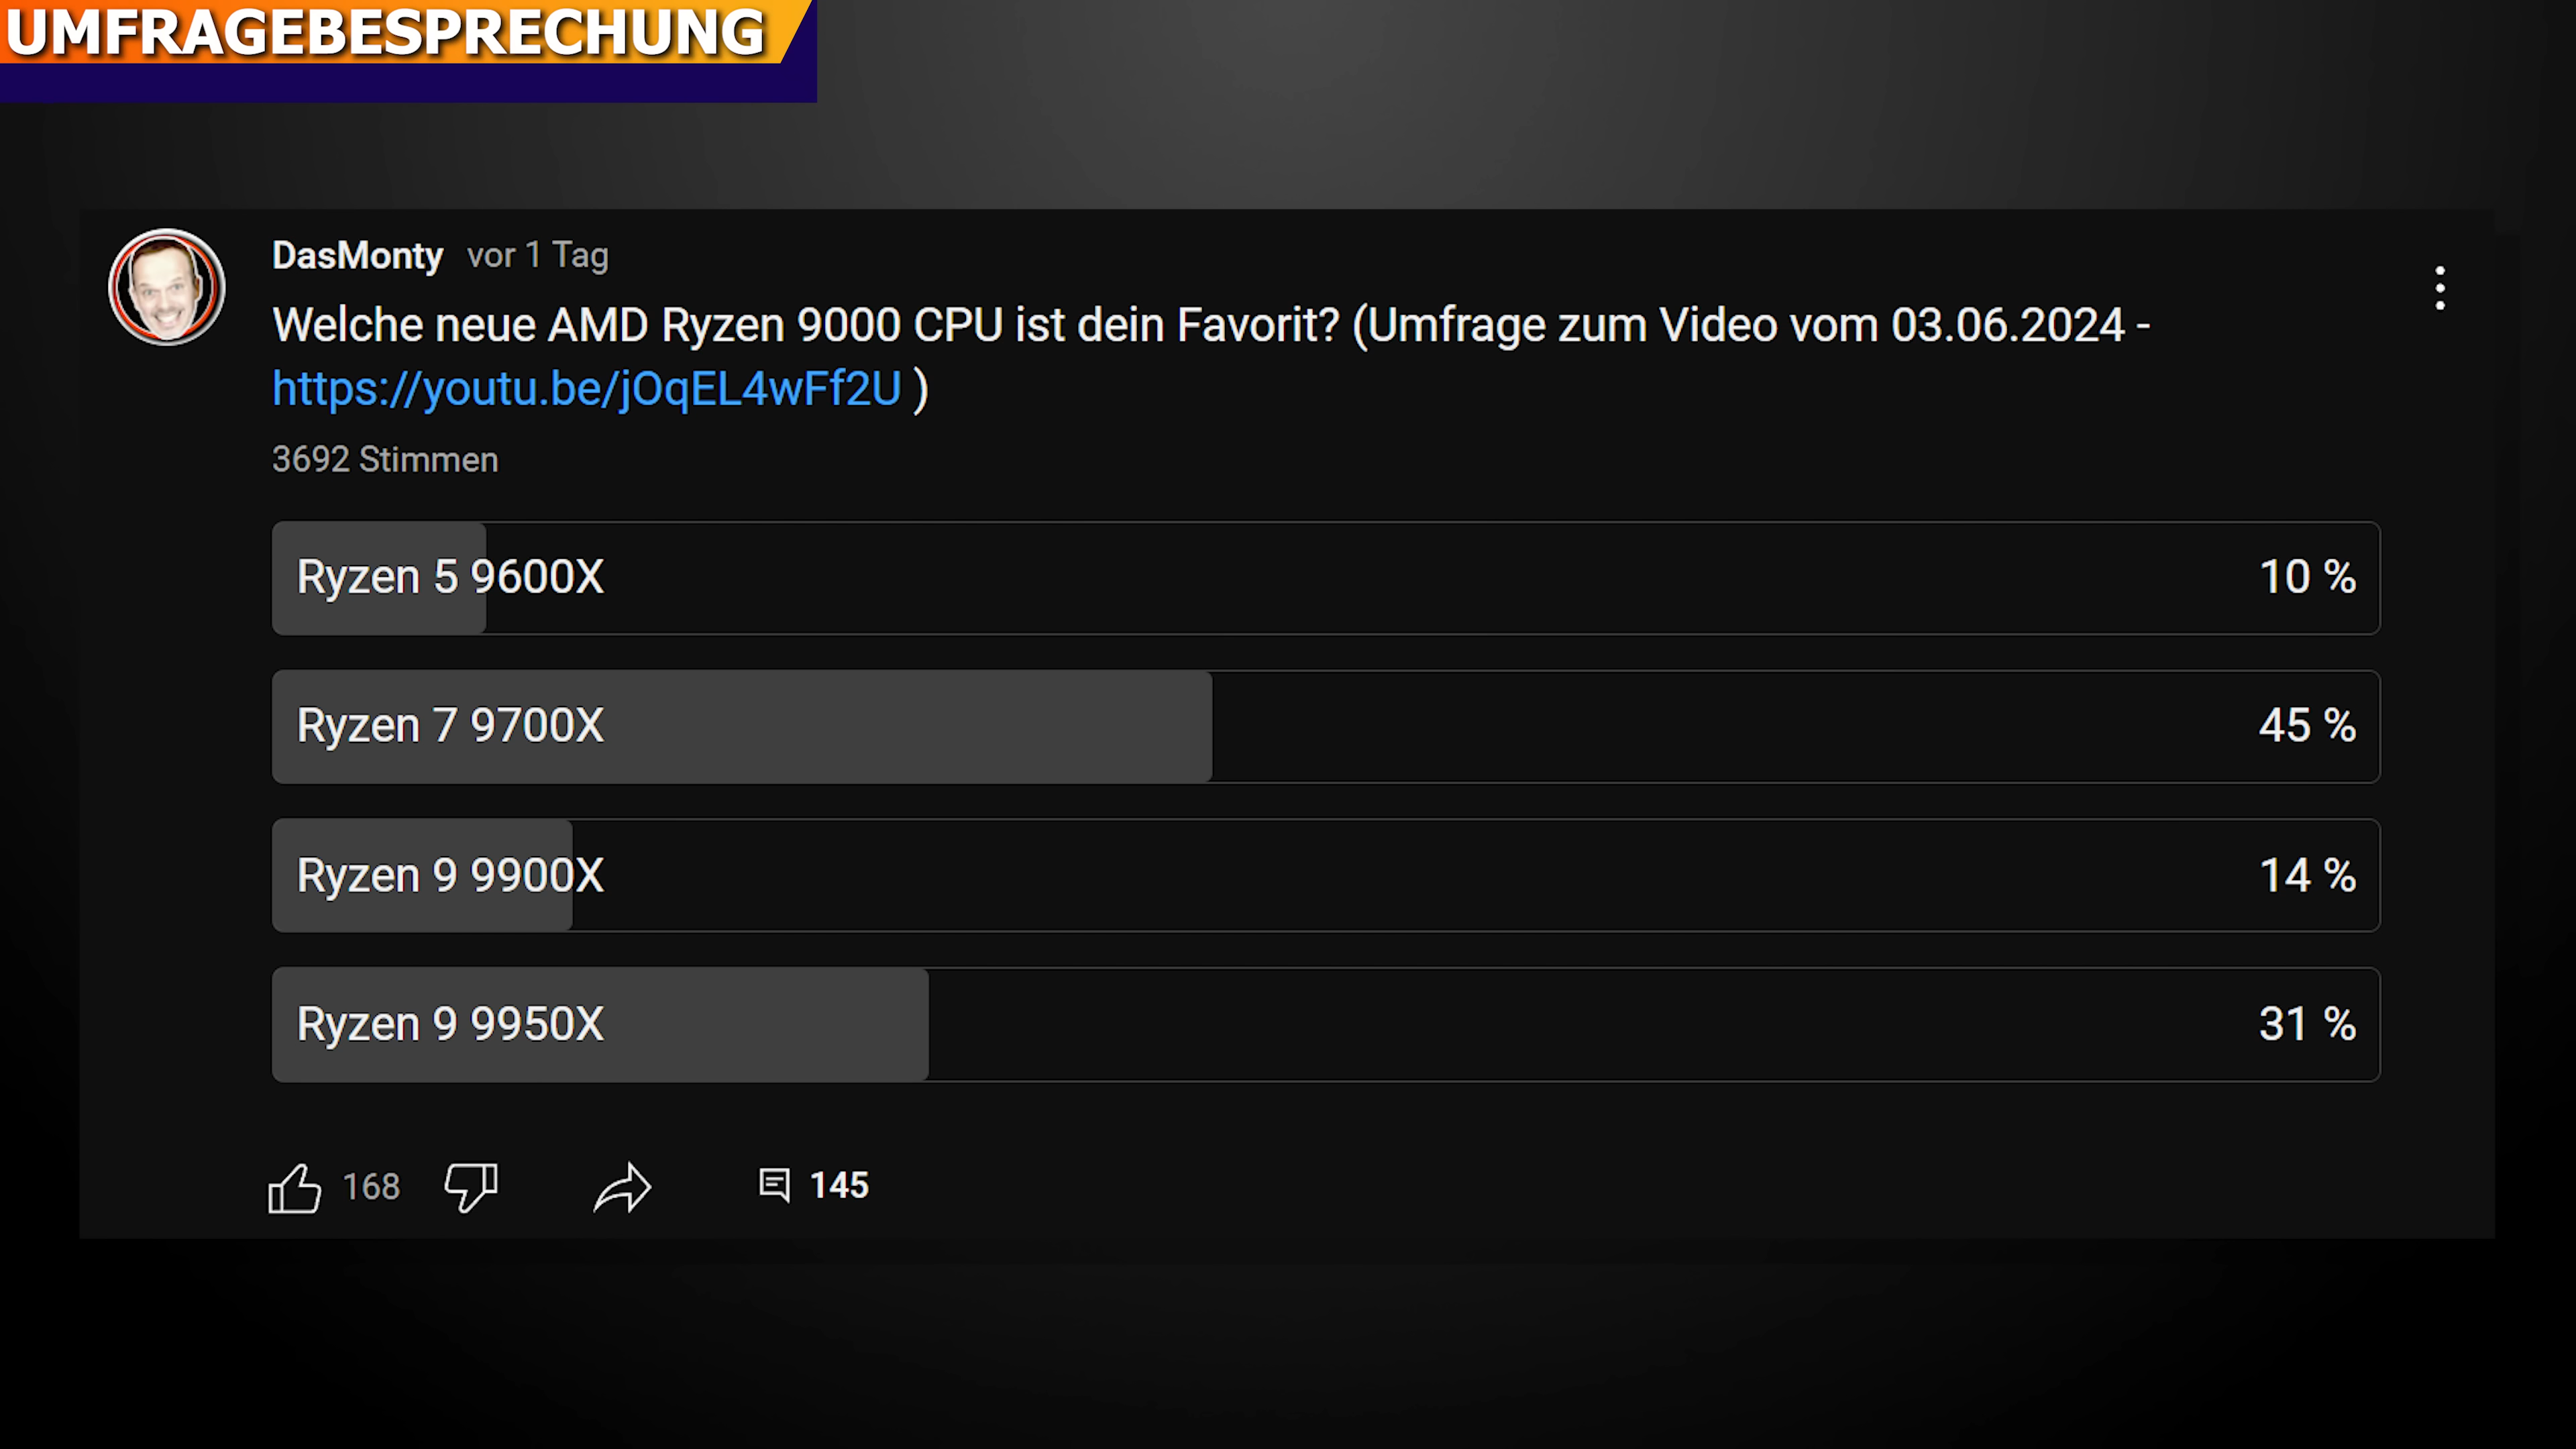 UMFRAGEBESPRECHUNG
DasMonty vor 1 Tag
Welche neue AMD Ryzen 9000 CPU ist dein Favorit? (Umfrage zum Video vom 03.06.2024 -
https://youtu.be/jOqEL4wFf2U )
3692 Stimmen
Ryzen 5 9600X 10 %
Ryzen 7 9700X 45 %
Ryzen 9 9900X 14 %
Ryzen 9 9950X 31 %
168 145